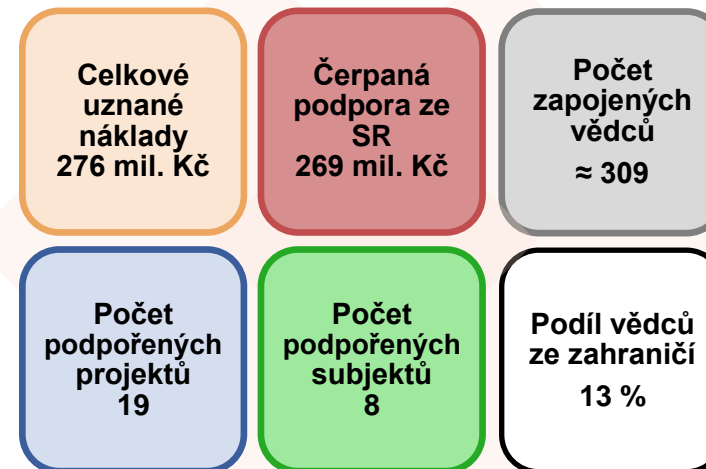 Celkové
uznané
náklady
276 mil. Kč
Čerpaná
podpora ze
SR
269 mil. Kč
Počet
zapojených
vědců
≈ 309
Počet
podpořených
projektů
19
Počet
podpořených
subjektů
8
Podíl vědců
ze zahraničí
13 %